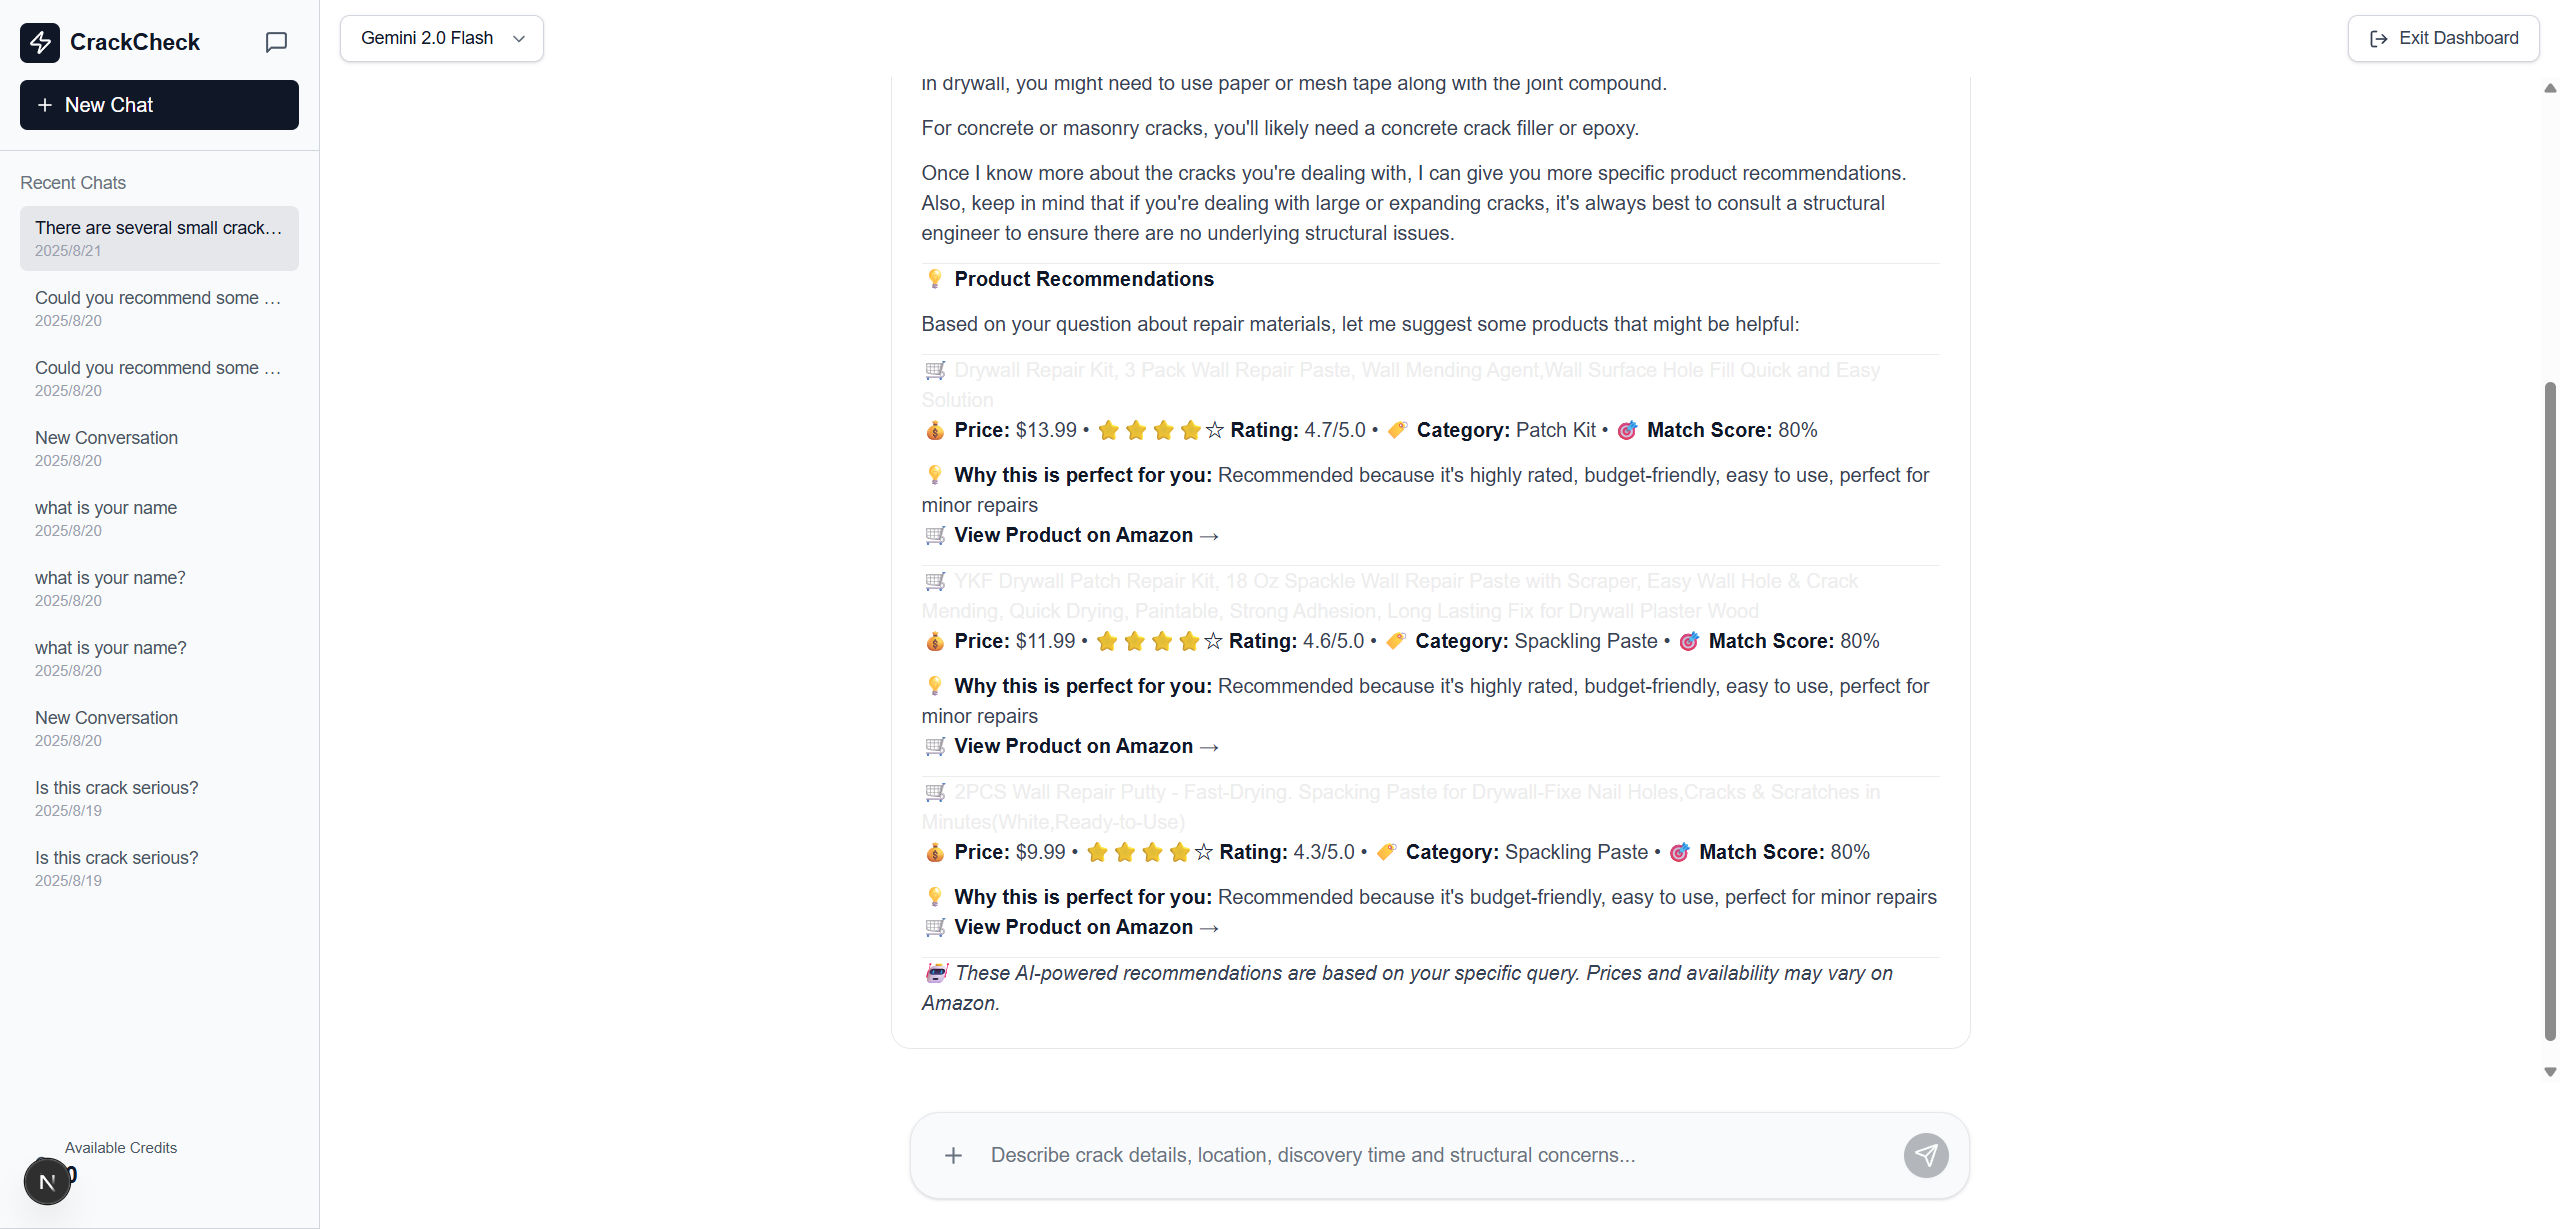 CrackCheck
New Chat
Recent Chats
There are several small crack…
2025/8/21
Could you recommend some …
2025/8/20
Could you recommend some …
2025/8/20
New Conversation
2025/8/20
what is your name
2025/8/20
what is your name?
2025/8/20
what is your name?
2025/8/20
New Conversation
2025/8/20
Is this crack serious?
2025/8/19
Is this crack serious?
2025/8/19
Available Credits
0
N
Gemini 2.0 Flash
Exit Dashboard
in drywall, you might need to use paper or mesh tape along with the joint compound.
For concrete or masonry cracks, you'll likely need a concrete crack filler or epoxy.
Once I know more about the cracks you're dealing with, I can give you more specific product recommendations.
Also, keep in mind that if you're dealing with large or expanding cracks, it's always best to consult a structural
engineer to ensure there are no underlying structural issues.
💡 Product Recommendations
Based on your question about repair materials, let me suggest some products that might be helpful:
🛒 Drywall Repair Kit, 3 Pack Wall Repair Paste, Wall Mending Agent,Wall Surface Hole Fill Quick and Easy
Solution
💰 Price: $13.99 • ⭐⭐⭐⭐☆ Rating: 4.7/5.0 • 🏷️ Category: Patch Kit • 🎯 Match Score: 80%
💡 Why this is perfect for you: Recommended because it's highly rated, budget-friendly, easy to use, perfect for
minor repairs
🛒 View Product on Amazon →
🛒 YKF Drywall Patch Repair Kit, 18 Oz Spackle Wall Repair Paste with Scraper, Easy Wall Hole & Crack
Mending, Quick Drying, Paintable, Strong Adhesion, Long Lasting Fix for Drywall Plaster Wood
💰 Price: $11.99 • ⭐⭐⭐⭐☆ Rating: 4.6/5.0 • 🏷️ Category: Spackling Paste • 🎯 Match Score: 80%
💡 Why this is perfect for you: Recommended because it's highly rated, budget-friendly, easy to use, perfect for
minor repairs
🛒 View Product on Amazon →
🛒 2PCS Wall Repair Putty - Fast-Drying. Spacking Paste for Drywall-Fixe Nail Holes,Cracks & Scratches in
Minutes(White,Ready-to-Use)
💰 Price: $9.99 • ⭐⭐⭐⭐☆ Rating: 4.3/5.0 • 🏷️ Category: Spackling Paste • 🎯 Match Score: 80%
💡 Why this is perfect for you: Recommended because it's budget-friendly, easy to use, perfect for minor repairs
🛒 View Product on Amazon →
🤖 These AI-powered recommendations are based on your specific query. Prices and availability may vary on
Amazon.
Describe crack details, location, discovery time and structural concerns...